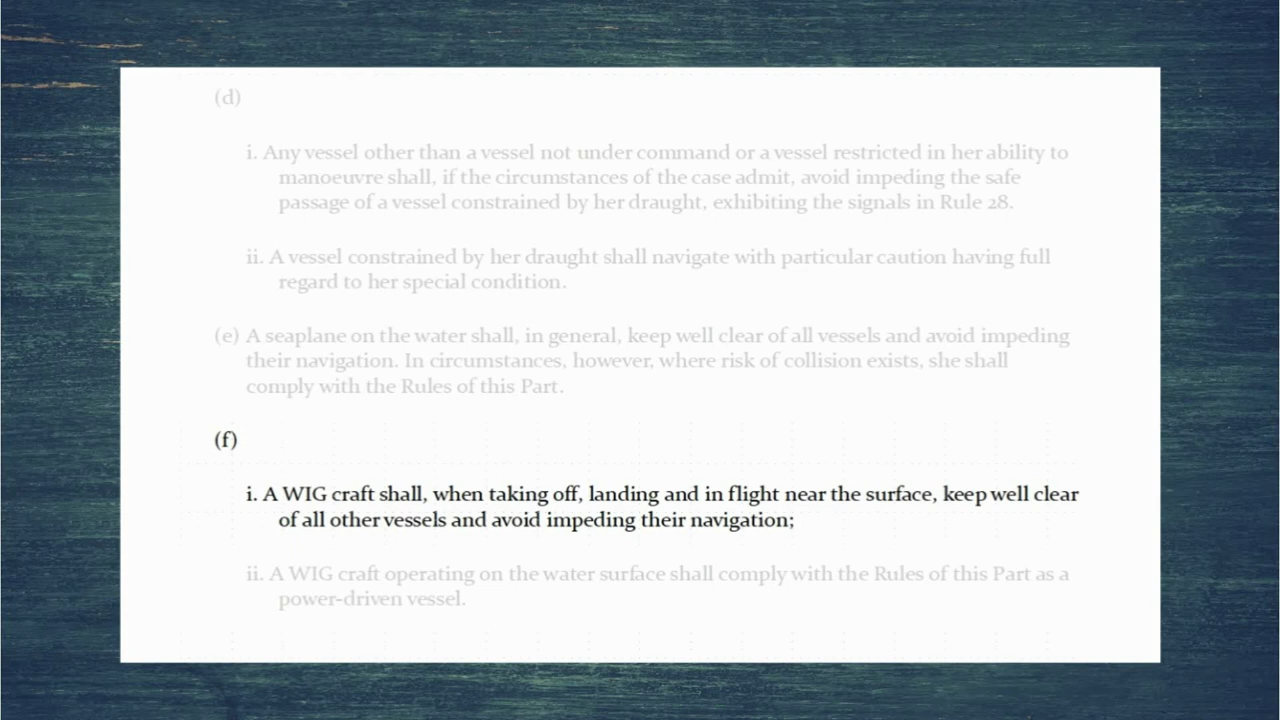 (d)
i. Any vessel other than a vessel not under command or a vessel restricted in her ability to
manoeuvre shall, if the circumstances of the case admit, avoid impeding the safe
passage of a vessel constrained by her draught, exhibiting the signals in Rule 28.
ii. A vessel constrained by her draught shall navigate with particular caution having full
regard to her special condition.
(e) A seaplane on the water shall, in general, keep well clear of all vessels and avoid impeding
their navigation. In circumstances, however, where risk of collision exists, she shall
comply with the Rules of this Part.
(f)
i. A WIG craft shall, when taking off, landing and in flight near the surface, keep well clear
of all other vessels and avoid impeding their navigation;
ii. A WIG craft operating on the water surface shall comply with the Rules of this Part as a
power-driven vessel.